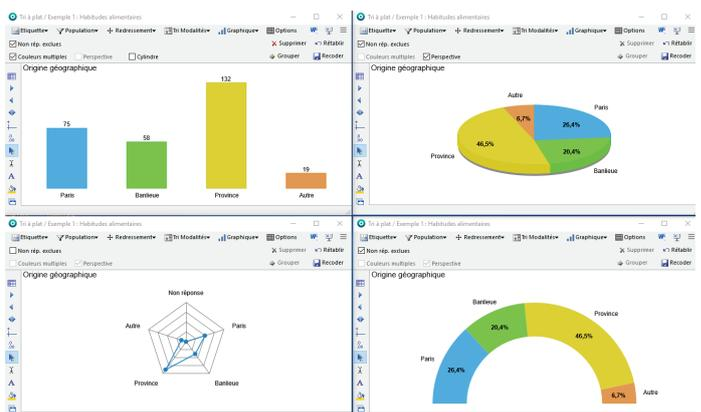 Tri à plat / Exemple 1 : Habitudes alimentaires
Etiquette Population Redressement Tri Modalités Graphique Options
Non rép. exclues Supprimer Rétablir
Couleurs multiples Perspective Cylindre Grouper Recoder
Origine géographique
132
75
58
19
Paris Banlieue Province Autre
Tri à plat / Exemple 1 : Habitudes alimentaires
Etiquette Population Redressement Tri Modalités Graphique Options
Non rép. exclues Supprimer Rétablir
Couleurs multiples Perspective Grouper Recoder
Origine géographique
Autre
Paris
6,7%
26,4%
46,5%
20,4%
Province
Banlieue
Tri à plat / Exemple 1 : Habitudes alimentaires
Etiquette Population Redressement Tri Modalités Graphique Options
Non rép. exclues Supprimer Rétablir
Couleurs multiples Perspective Grouper Recoder
Origine géographique
Non réponse
Autre Paris
Province Banlieue
Tri à plat / Exemple 1 : Habitudes alimentaires
Etiquette Population Redressement Tri Modalités Graphique Options
Non rép. exclues Supprimer Rétablir
Couleurs multiples Perspective Grouper Recoder
Origine géographique
Banlieue
Province
20,4%
46,5%
Paris
26,4%
6,7%
Autre